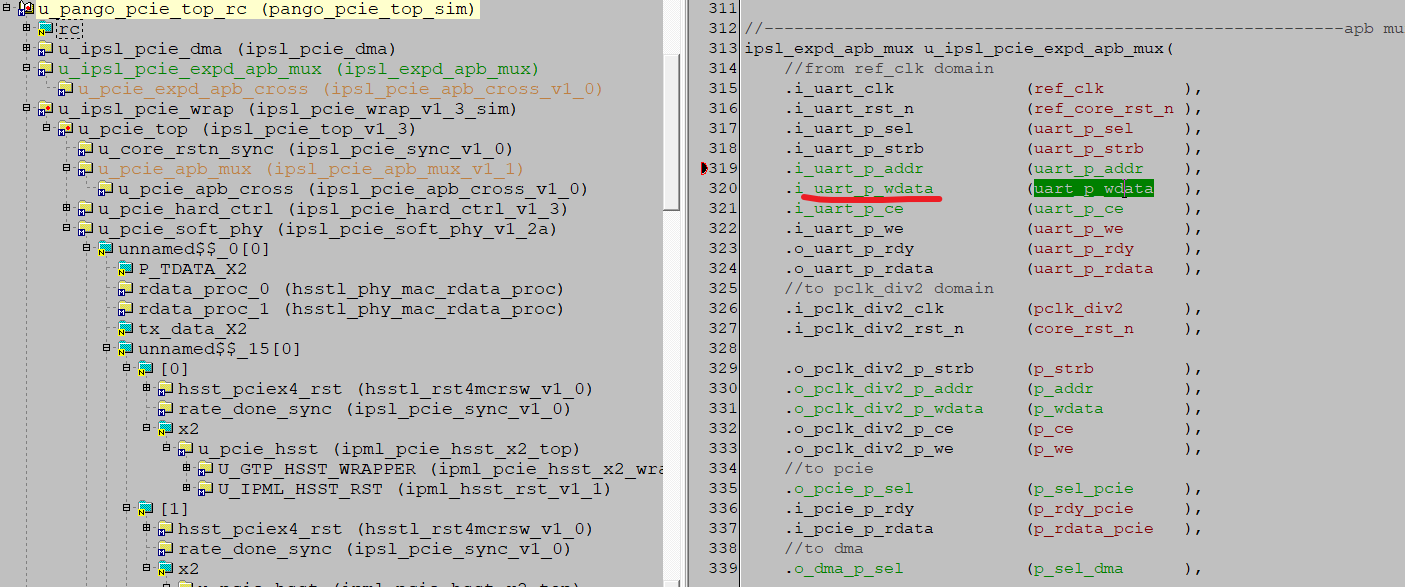 u_pango_pcie_top_rc (pango_pcie_top_sim)
rc
u_ipsl_pcie_dma (ipsl_pcie_dma)
u_ipsl_pcie_expd_apb_mux (ipsl_expd_apb_mux)
u_pcie_expd_apb_cross (ipsl_pcie_apb_cross_v1_0)
u_ipsl_pcie_wrap (ipsl_pcie_wrap_v1_3_sim)
u_pcie_top (ipsl_pcie_top_v1_3)
u_core_rstn_sync (ipsl_pcie_sync_v1_0)
u_pcie_apb_mux (ipsl_pcie_apb_mux_v1_1)
u_pcie_apb_cross (ipsl_pcie_apb_cross_v1_0)
u_pcie_hard_ctrl (ipsl_pcie_hard_ctrl_v1_3)
u_pcie_soft_phy (ipsl_pcie_soft_phy_v1_2a)
unnamed$$_0[0]
P_TDATA_X2
rdata_proc_0 (hsstl_phy_mac_rdata_proc)
rdata_proc_1 (hsstl_phy_mac_rdata_proc)
tx_data_X2
unnamed$$_15[0]
[0]
hsst_pciex4_rst (hsstl_rst4mcrsw_v1_0)
rate_done_sync (ipsl_pcie_sync_v1_0)
x2
u_pcie_hsst (ipml_pcie_hsst_x2_top)
U_GTP_HSST_WRAPPER (ipml_pcie_hsst_x2_wra
U_IPML_HSST_RST (ipml_hsst_rst_v1_1)
[1]
hsst_pciex4_rst (hsstl_rst4mcrsw_v1_0)
rate_done_sync (ipsl_pcie_sync_v1_0)
x2
311
312 //----------------------------------------------------------apb mu
313 ipsl_expd_apb_mux u_ipsl_pcie_expd_apb_mux(
314 //from ref_clk domain
315 .i_uart_clk (ref_clk ),
316 .i_uart_rst_n (ref_core_rst_n ),
317 .i_uart_p_sel (uart_p_sel ),
318 .i_uart_p_strb (uart_p_strb ),
319 .i_uart_p_addr (uart_p_addr ),
320 .i_uart_p_wdata (uart_p_wdata ),
321 .i_uart_p_ce (uart_p_ce ),
322 .i_uart_p_we (uart_p_we ),
323 .o_uart_p_rdy (uart_p_rdy ),
324 .o_uart_p_rdata (uart_p_rdata ),
325 //to pclk_div2 domain
326 .i_pclk_div2_clk (pclk_div2 ),
327 .i_pclk_div2_rst_n (core_rst_n ),
328
329 .o_pclk_div2_p_strb (p_strb ),
330 .o_pclk_div2_p_addr (p_addr ),
331 .o_pclk_div2_p_wdata (p_wdata ),
332 .o_pclk_div2_p_ce (p_ce ),
333 .o_pclk_div2_p_we (p_we ),
334 //to pcie
335 .o_pcie_p_sel (p_sel_pcie ),
336 .i_pcie_p_rdy (p_rdy_pcie ),
337 .i_pcie_p_rdata (p_rdata_pcie ),
338 //to dma
339 .o_dma_p_sel (p_sel_dma ),